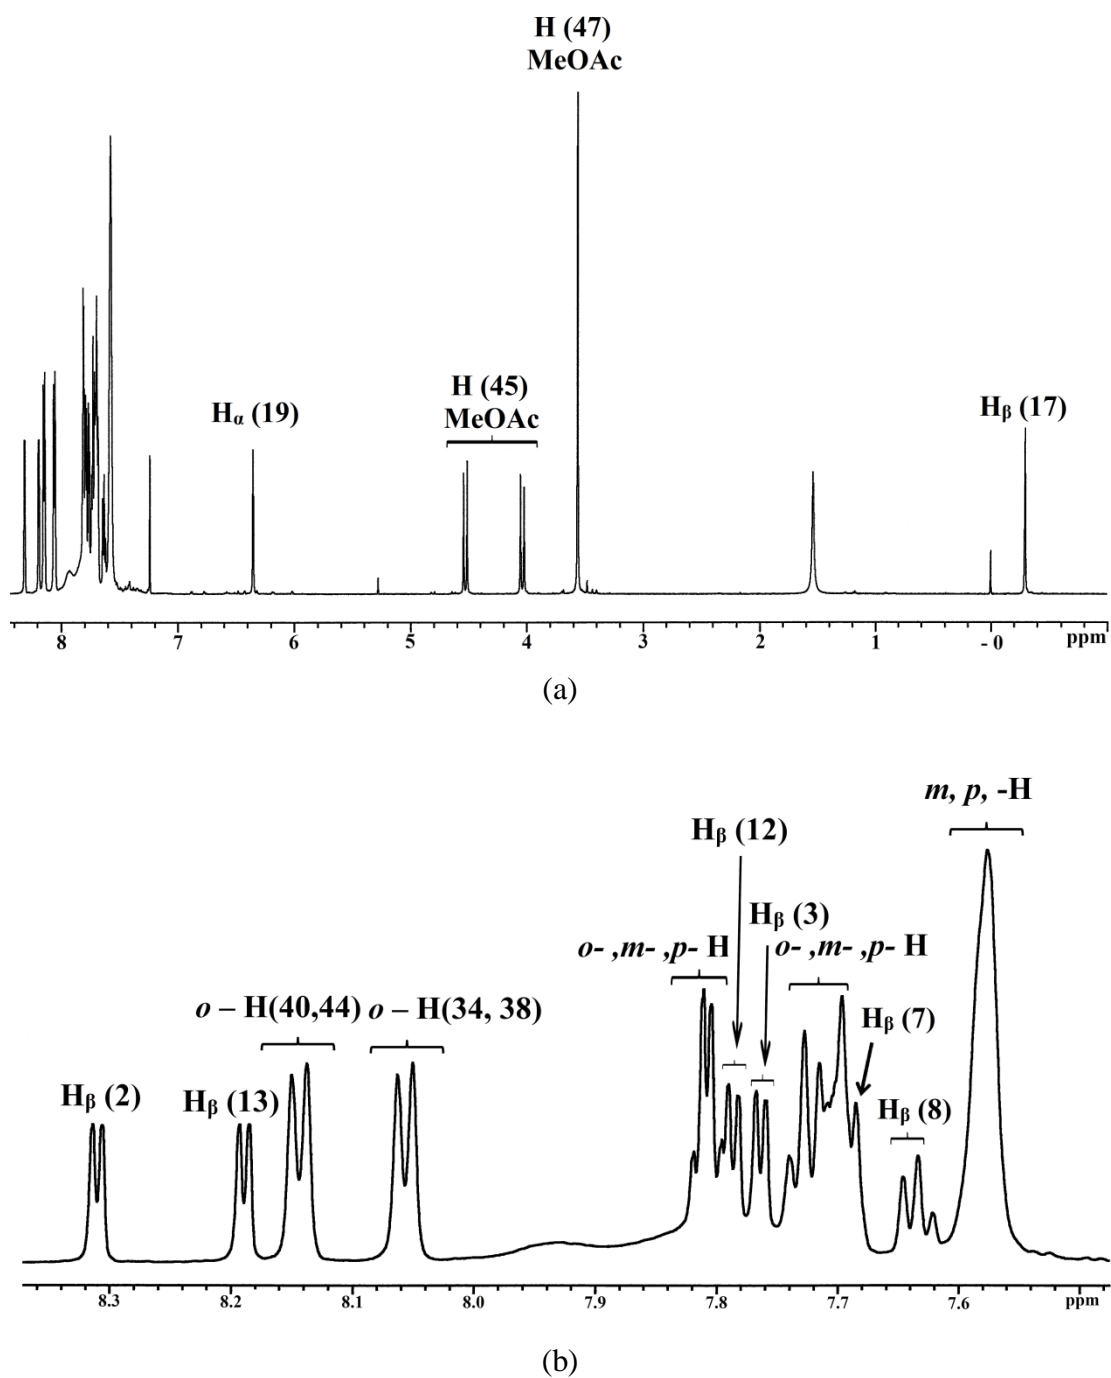 H (47)
MeOAc
H (45)
MeOAc
Hα (19)
Hβ (17)
8 7 6 5 4 3 2 1 - 0 ppm
(a)
m, p, -H
Hβ (12)
Hβ (3)
o- ,m- ,p- H o- ,m- ,p- H
o – H(40,44) o – H(34, 38)
Hβ (7)
Hβ (2) Hβ (13) Hβ (8)
8.3 8.2 8.1 8.0 7.9 7.8 7.7 7.6 ppm
(b)